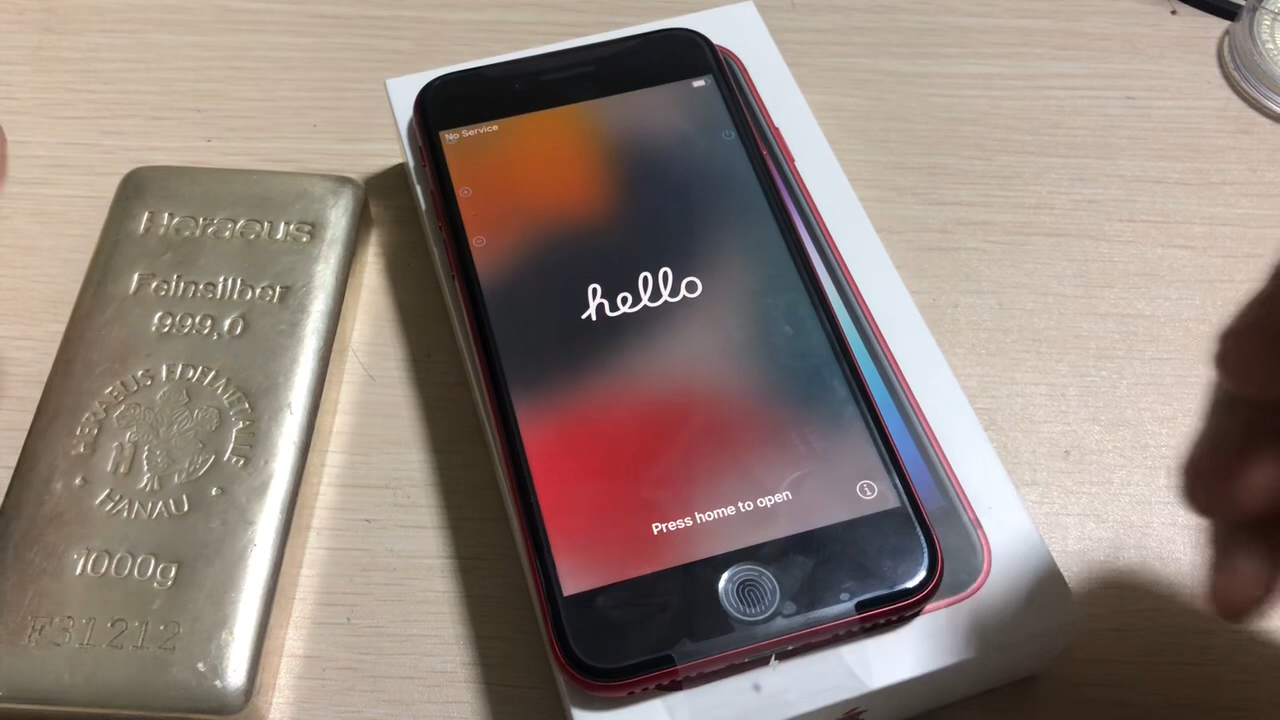 Heraeus
Feinsilber
999,0
HERAEUS EDELMETALLE
HANAU
1000g
F31212
No Service
hello
Press home to open